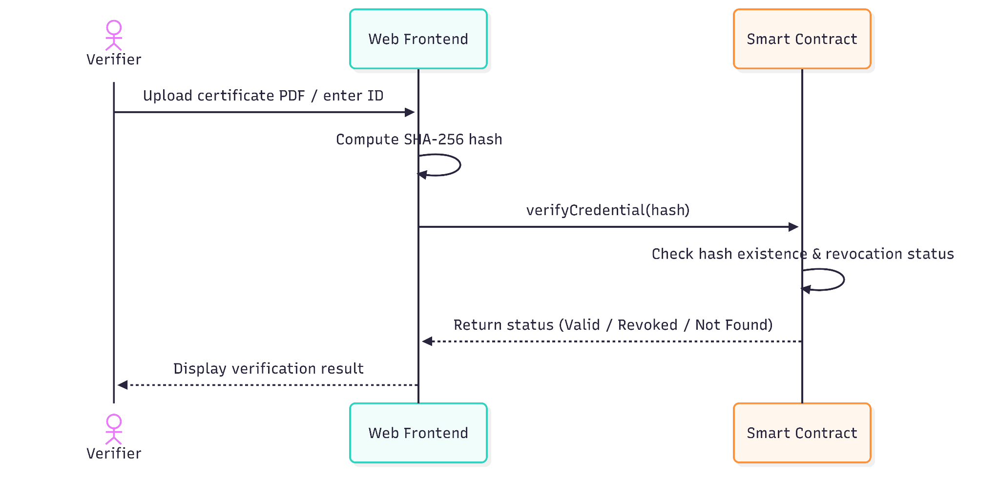 Verifier
Web Frontend
Smart Contract
Upload certificate PDF / enter ID
Compute SHA-256 hash
verifyCredential(hash)
Check hash existence & revocation status
Return status (Valid / Revoked / Not Found)
Display verification result
Verifier
Web Frontend
Smart Contract